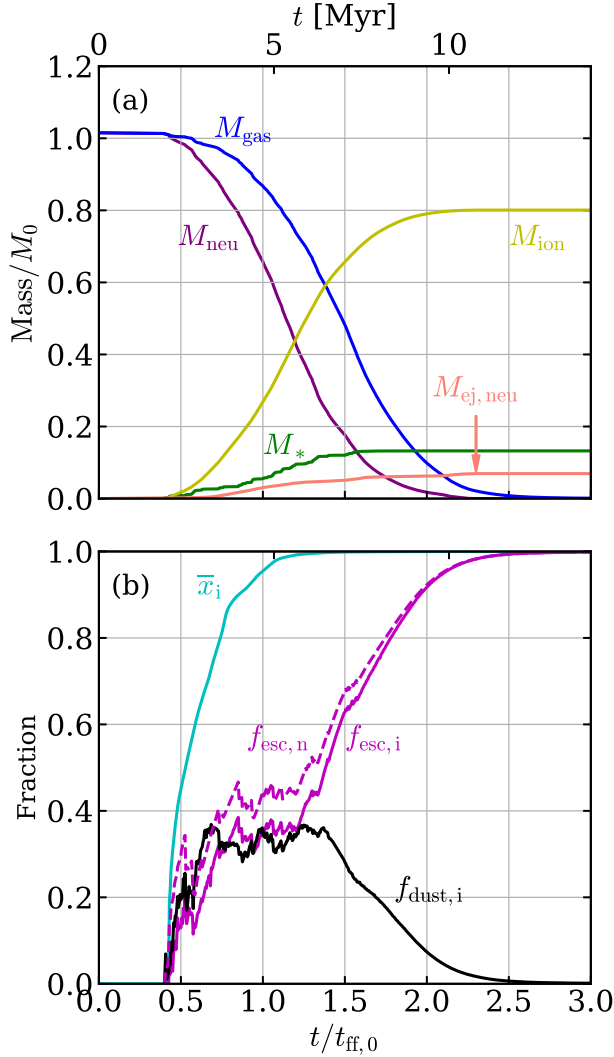 t [Myr]
0 5 10
1.2
(a)
M_gas
1.0
0.8
M_neu
M_ion
Mass/M_0
0.6
0.4
M_ej, neu
M_*
0.2
0.0
1.0
(b)
x̅_i
0.8
f_esc, n f_esc, i
0.6
Fraction
0.4
f_dust, i
0.2
0.0
0.0 0.5 1.0 1.5 2.0 2.5 3.0
t/t_ff, 0